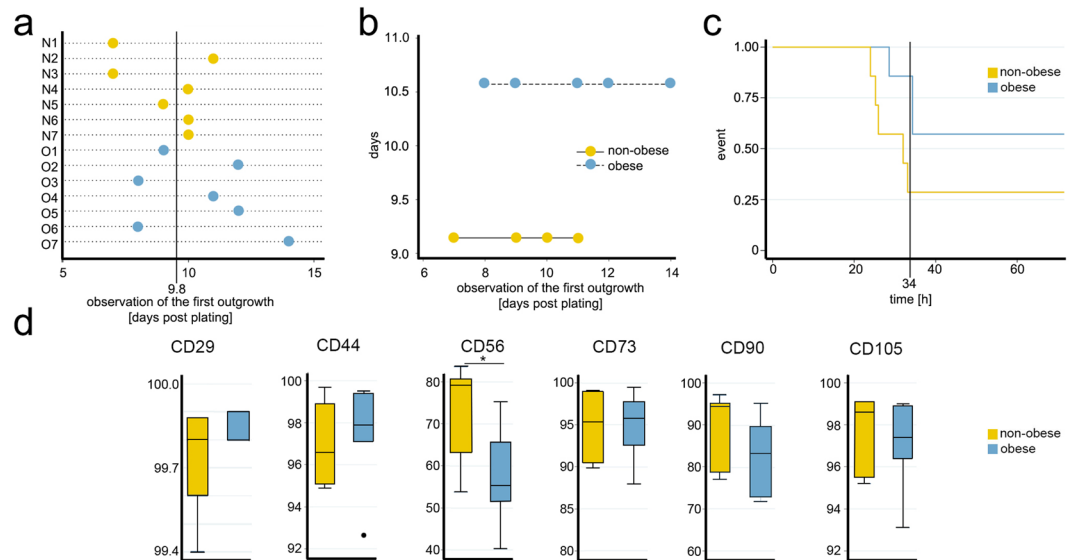 a
N1
N2
N3
N4
N5
N6
N7
O1
O2
O3
O4
O5
O6
O7
5 10 15
9.8
observation of the first outgrowth
[days post plating]
b
11.0
10.5
10.0
9.5
9.0
days
non-obese
obese
6 8 10 12 14
observation of the first outgrowth
[days post plating]
c
1.00
0.75
0.50
0.25
0
event
non-obese
obese
0 20 40 60
34
time [h]
d
CD29
100.0
99.7
99.4
CD44
100
98
96
94
92
CD56
*
80
70
60
50
40
CD73
100
95
90
85
80
CD90
100
90
80
70
60
CD105
100
98
96
94
92
non-obese
obese